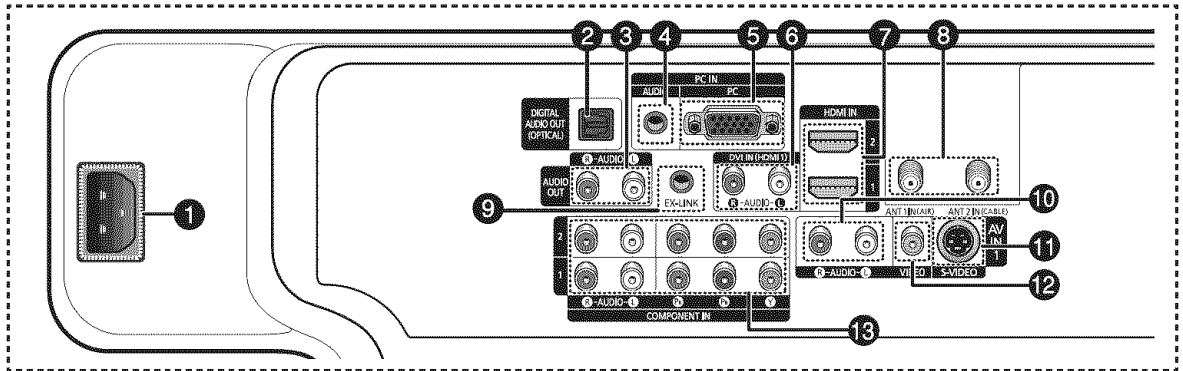 2 3 4 5 6 7 8
PC IN
AUDIO PC
DIGITAL
AUDIO OUT
(OPTICAL)
HDMI IN
2
1
R-AUDIO-L
DVI IN (HDMI 1)
AUDIO
OUT
EX-LINK
R-AUDIO-L
1
9
10
ANT 1 IN (AIR) ANT 2 IN (CABLE)
AV
IN
1
11
2
1
R-AUDIO-L VIDEO S-VIDEO
12
R-AUDIO-L PR PB Y
COMPONENT IN
13